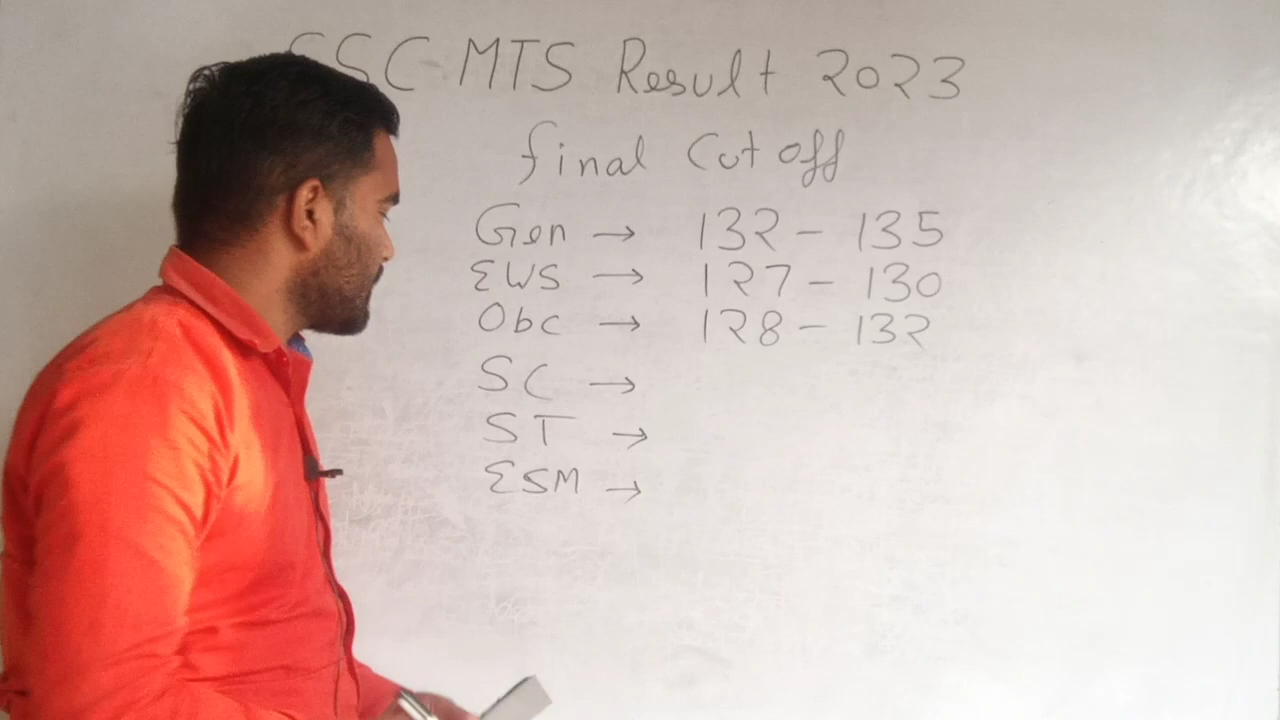 SSC MTS Result 2023
final Cut off
Gen → 132 - 135
EWS → 127 - 130
Obc → 128 - 132
SC →
ST →
ESM →